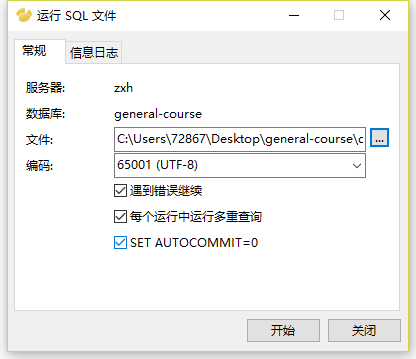 运行 SQL 文件
常规
信息日志
服务器: zxh
数据库: general-course
文件: C:\Users\72867\Desktop\general-course\c ...
编码: 65001 (UTF-8)
遇到错误继续
每个运行中运行多重查询
SET AUTOCOMMIT=0
开始 关闭